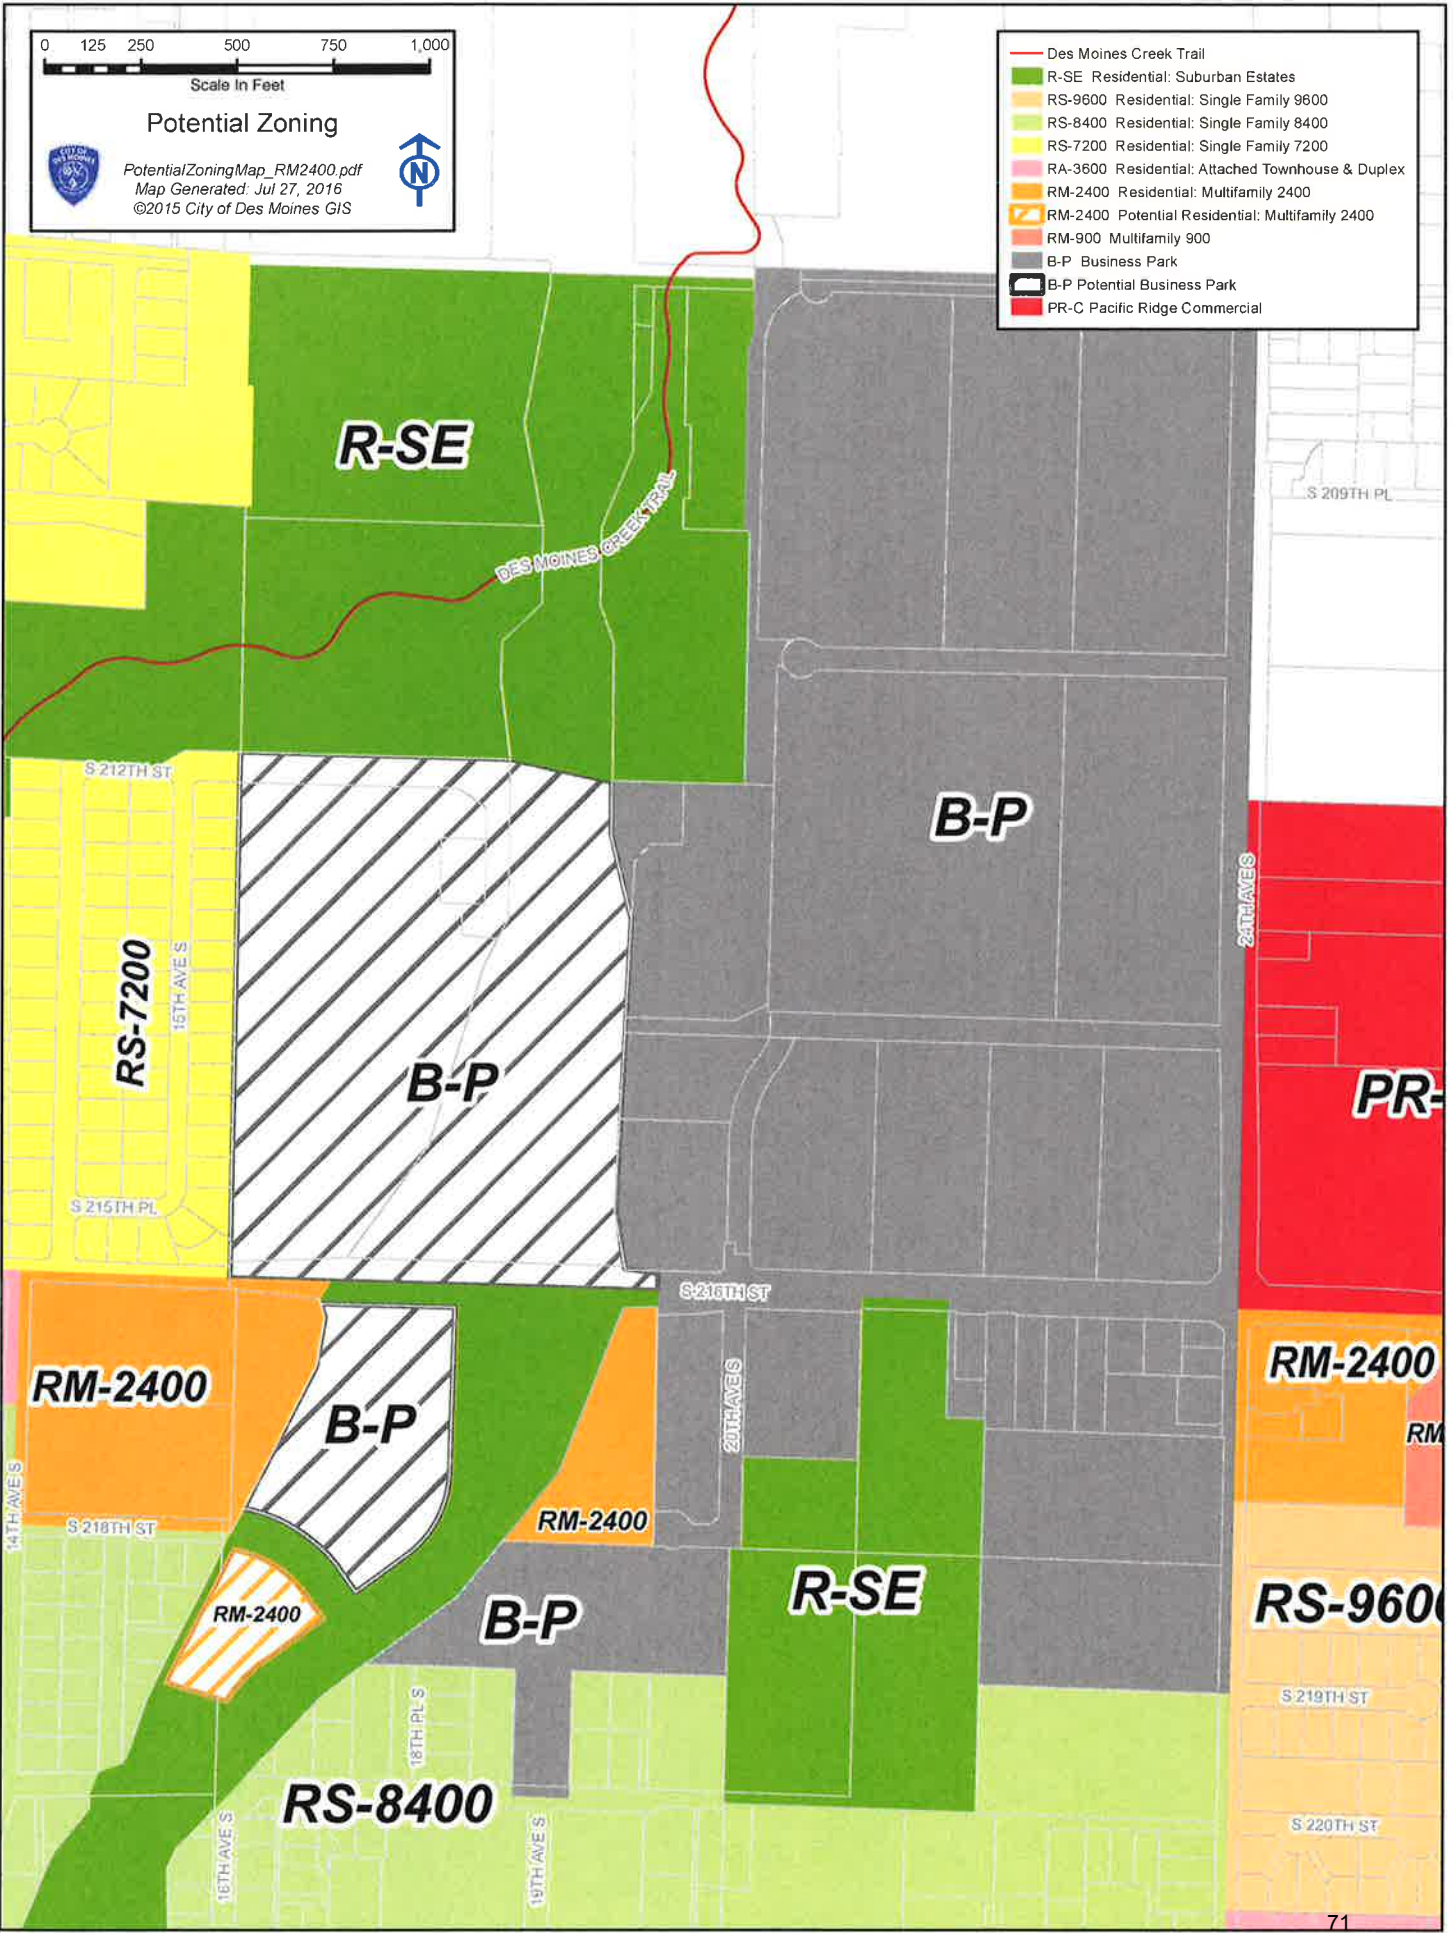 0 125 250 500 750 1,000
Scale In Feet
Potential Zoning
CITY OF
DES MOINES
PotentialZoningMap_RM2400.pdf
Map Generated: Jul 27, 2016
©2015 City of Des Moines GIS
N
Des Moines Creek Trail
R-SE Residential: Suburban Estates
RS-9600 Residential: Single Family 9600
RS-8400 Residential: Single Family 8400
RS-7200 Residential: Single Family 7200
RA-3600 Residential: Attached Townhouse & Duplex
RM-2400 Residential: Multifamily 2400
RM-2400 Potential Residential: Multifamily 2400
RM-900 Multifamily 900
B-P Business Park
B-P Potential Business Park
PR-C Pacific Ridge Commercial
R-SE
S 209TH PL
DES MOINES CREEK TRAIL
S 212TH ST
B-P
24TH AVE S
RS-7200
15TH AVE S
B-P
PR-
S 215TH PL
S 216TH ST
RM-2400
B-P
20TH AVE S
RM-2400
RM
14TH AVE S
S 218TH ST
RM-2400
RM-2400
B-P
R-SE
RS-9600
S 219TH ST
18TH PL S
RS-8400
16TH AVE S
19TH AVE S
S 220TH ST
71